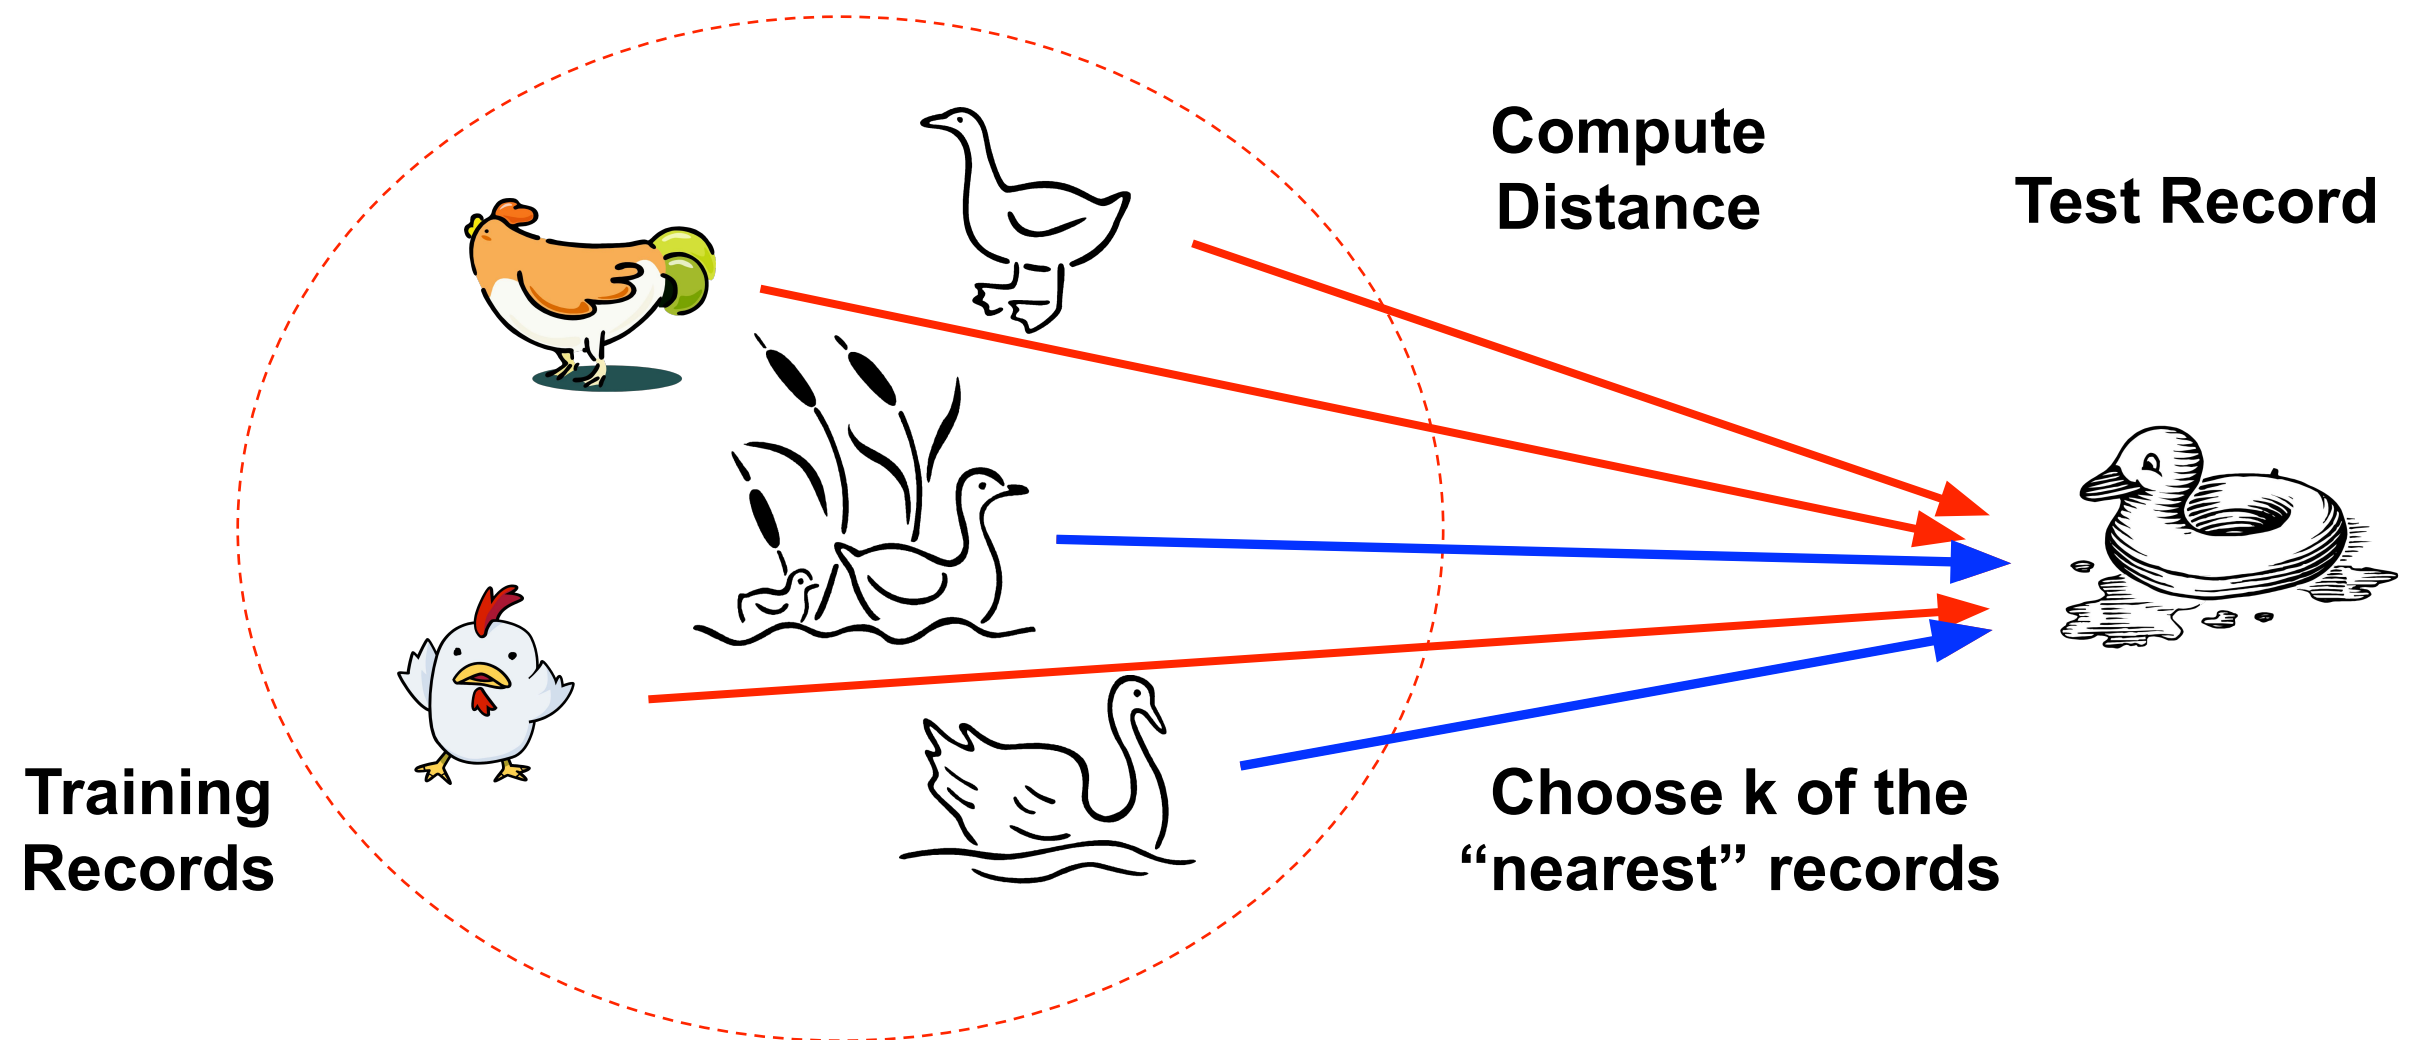 Compute
Distance
Test Record
Training
Records
Choose k of the
“nearest” records